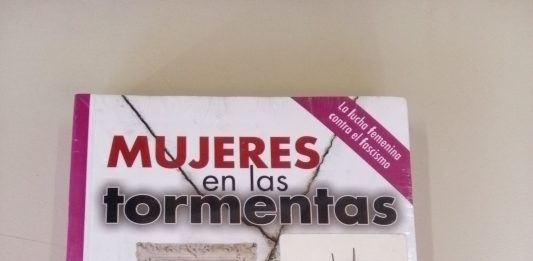 La lucha femenina
contra el fascismo
MUJERES
en las
tormentas